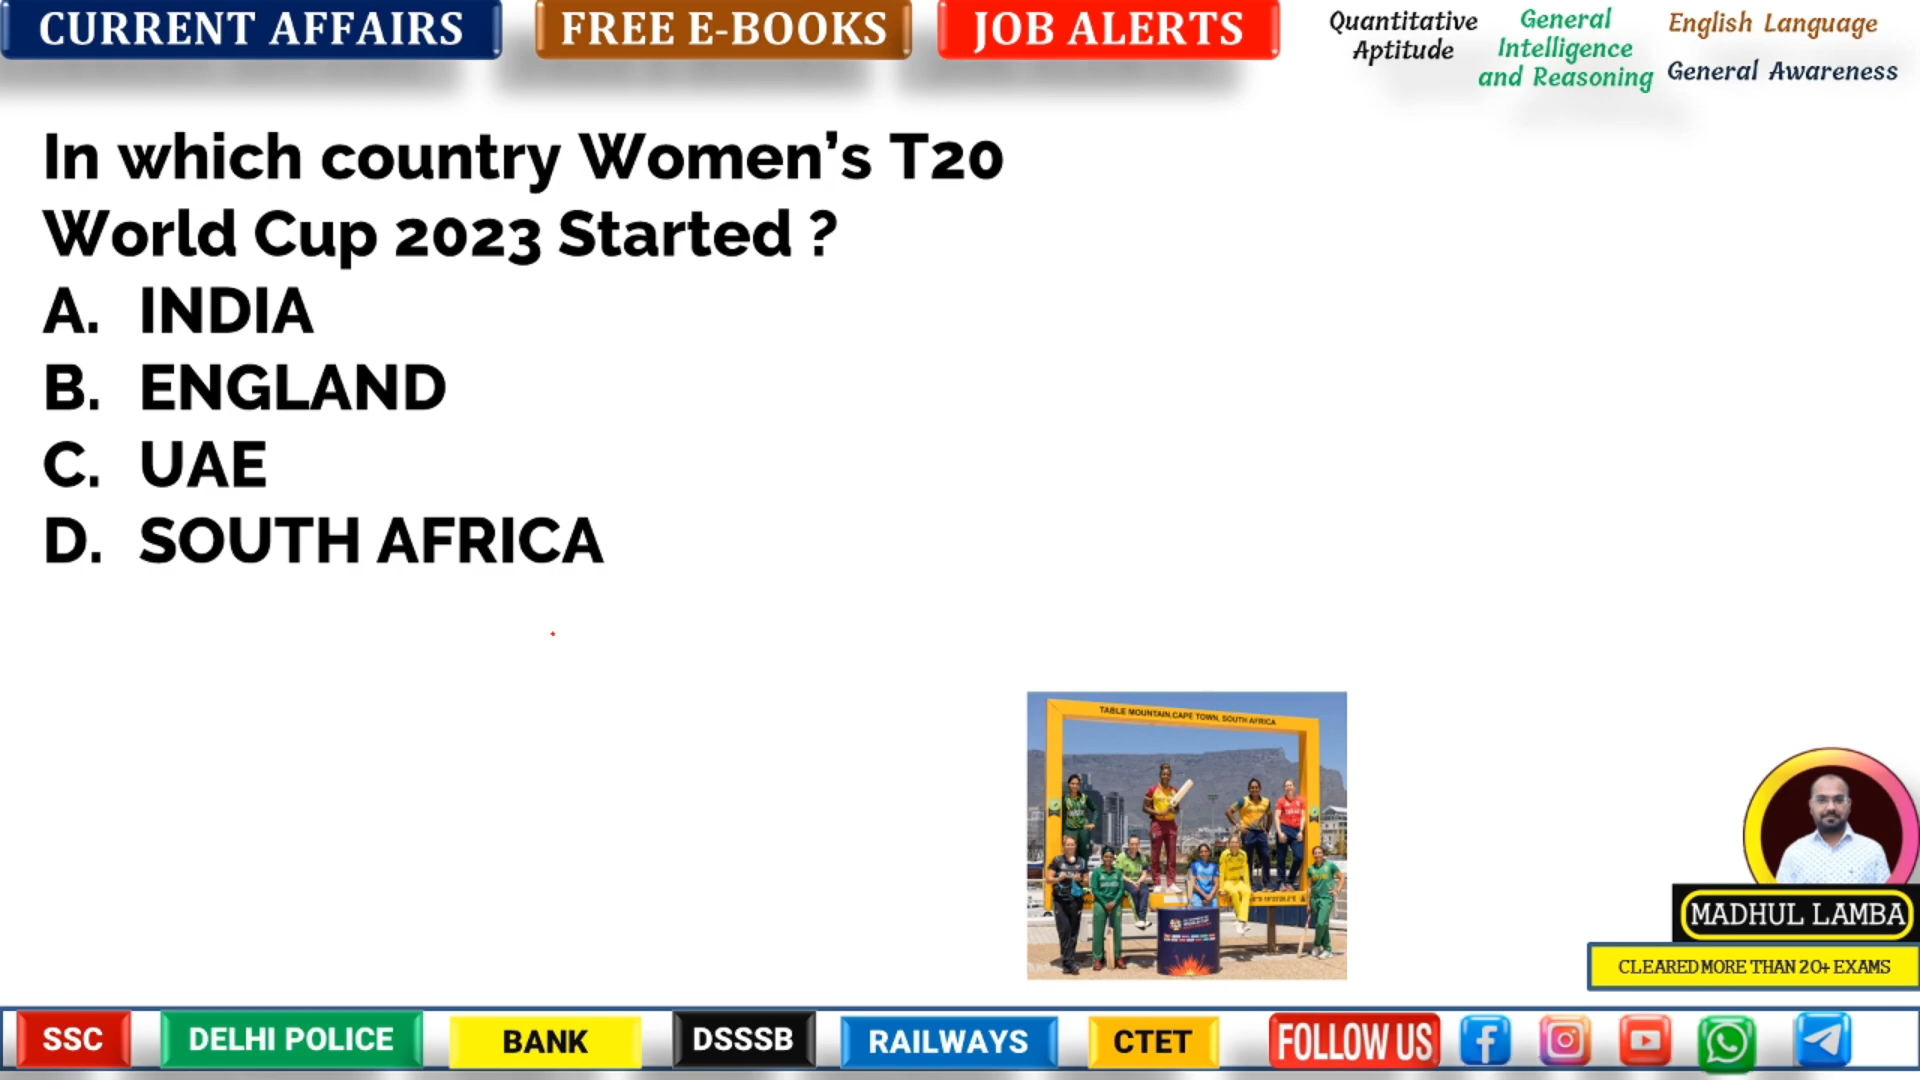 CURRENT AFFAIRS
FREE E-BOOKS
JOB ALERTS
Quantitative
Aptitude
General
Intelligence
and Reasoning
English Language
General Awareness
In which country Women’s T20
World Cup 2023 Started ?
A. INDIA
B. ENGLAND
C. UAE
D. SOUTH AFRICA
TABLE MOUNTAIN, CAPE TOWN, SOUTH AFRICA
MADHUL LAMBA
CLEARED MORE THAN 20+ EXAMS
SSC
DELHI POLICE
BANK
DSSSB
RAILWAYS
CTET
FOLLOW US